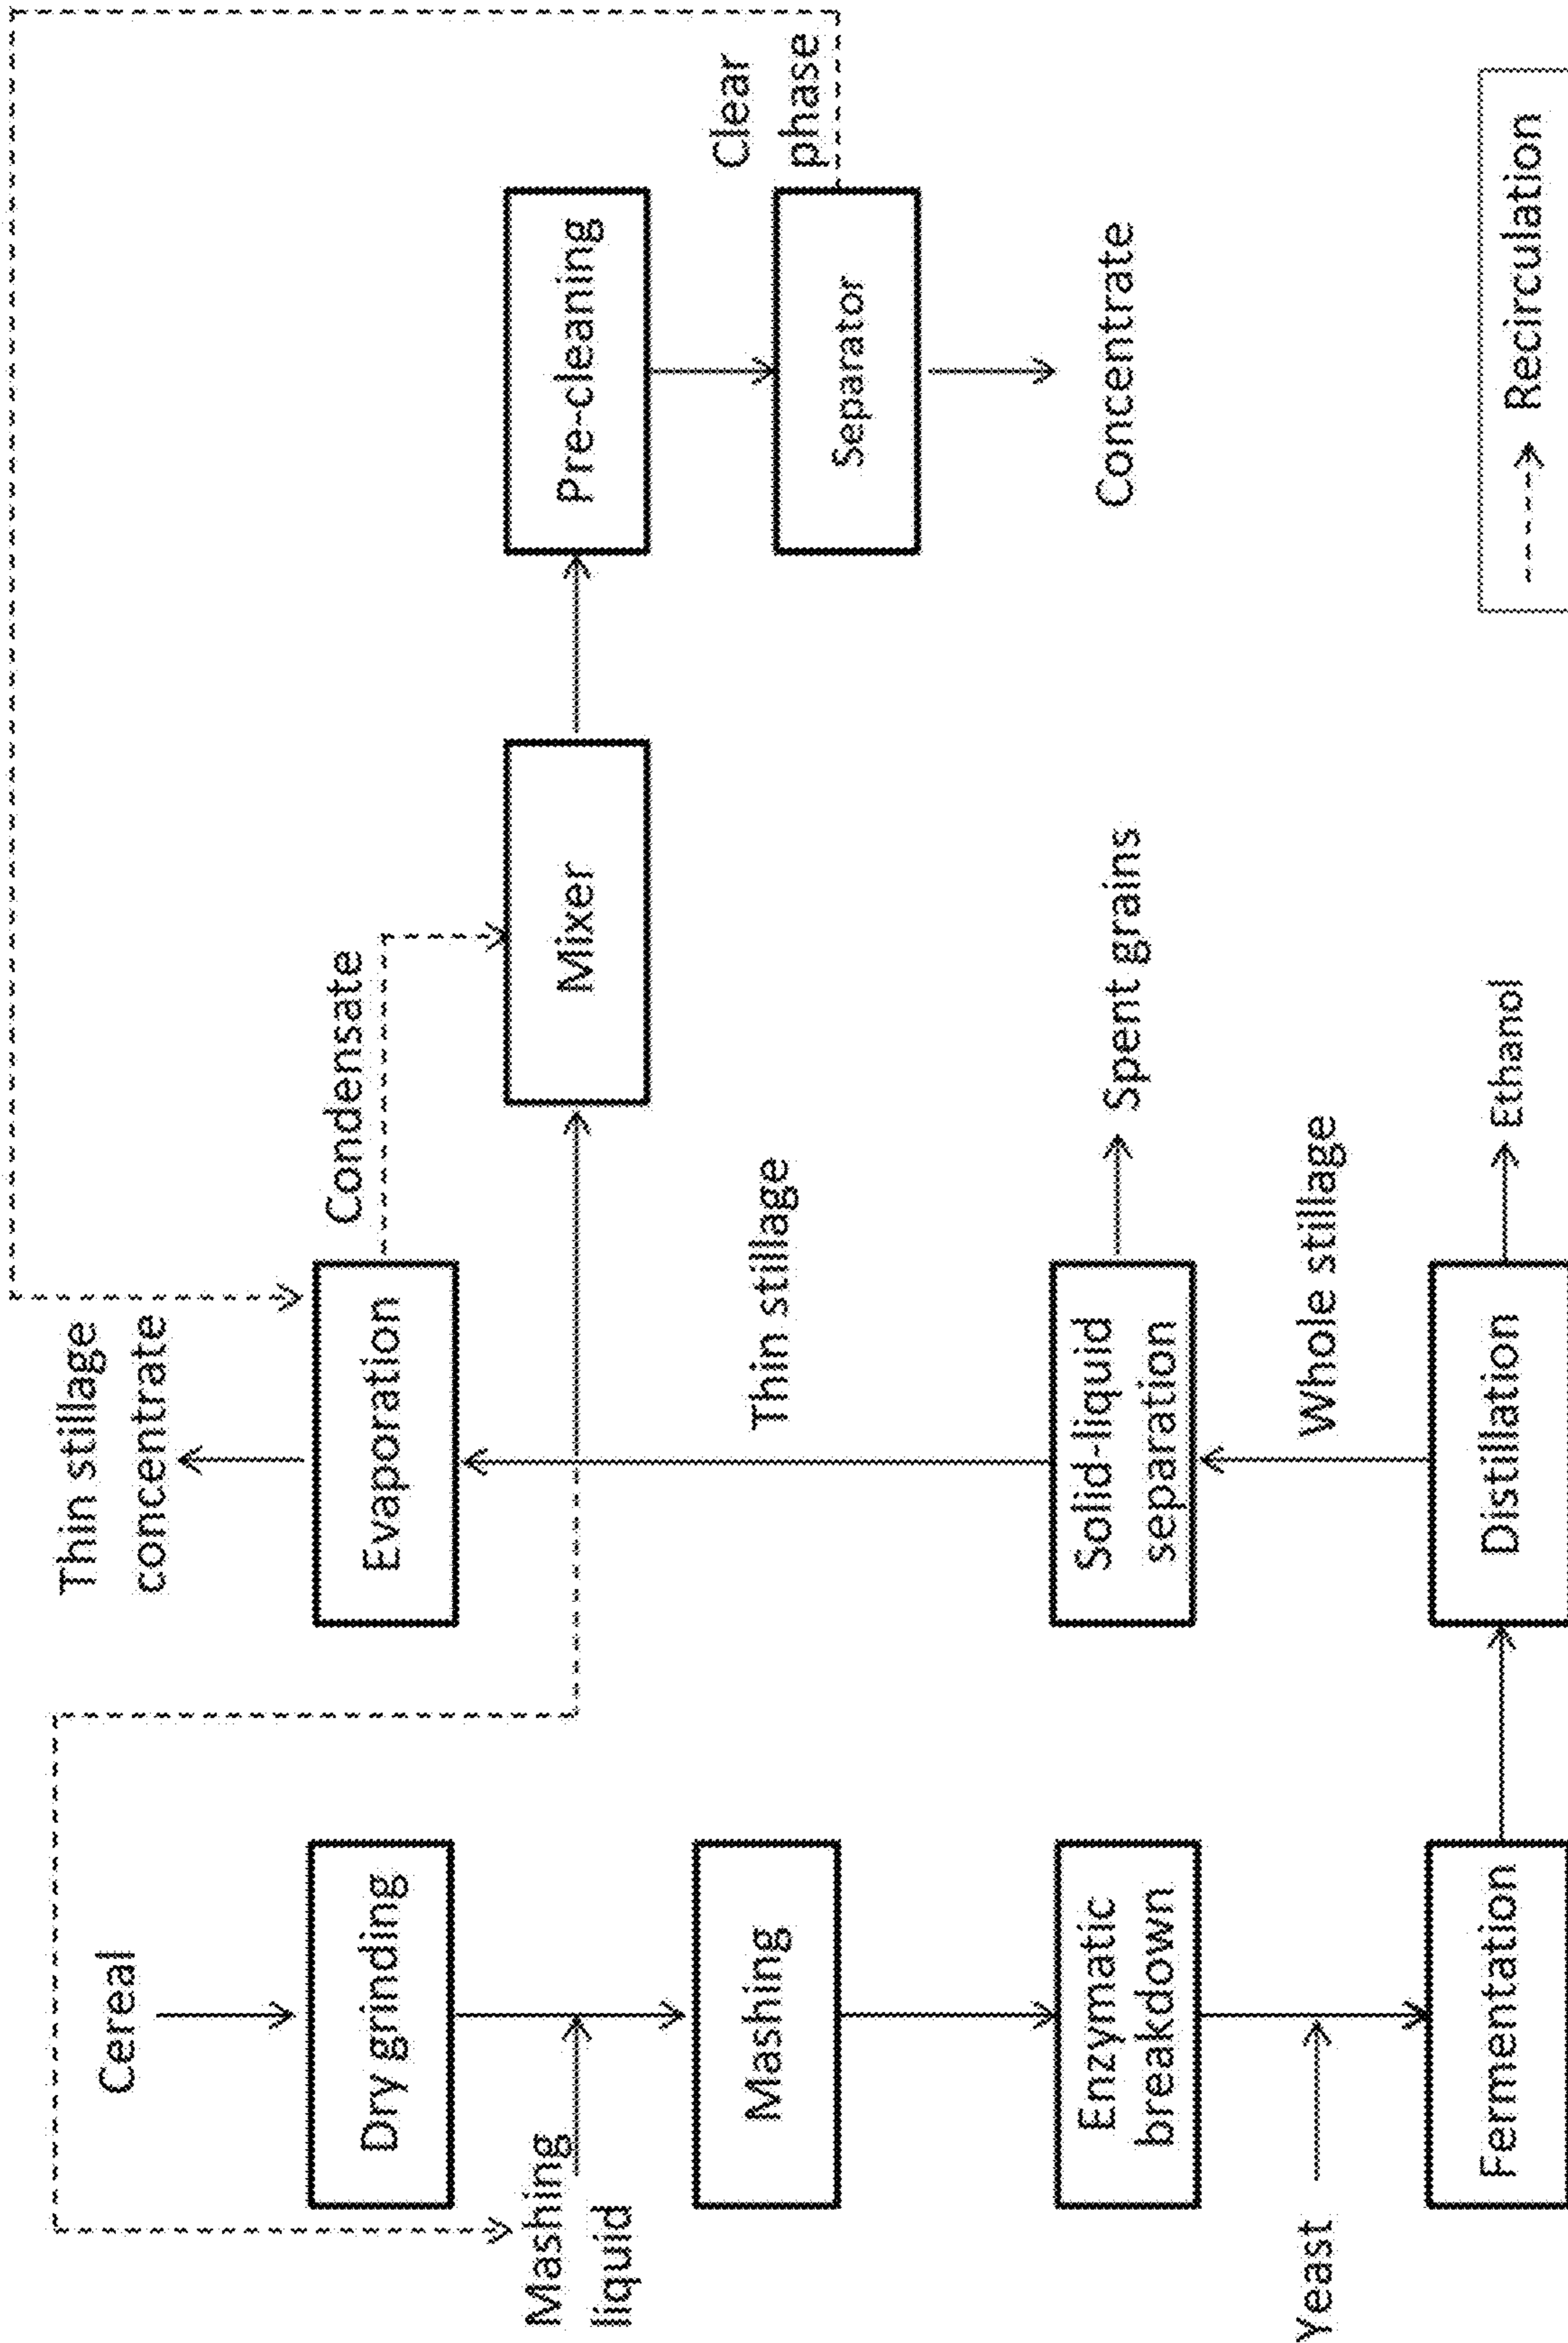 Cereal
Thin stillage
concentrate
Condensate
Dry grinding
Evaporation
Mashing
liquid
Mixer
Pre-cleaning
Clear
phase
Mashing
Thin stillage
Separator
Enzymatic
breakdown
Solid-liquid
separation
Spent grains
Concentrate
Yeast
Whole stillage
Fermentation
Distillation
Ethanol
Recirculation